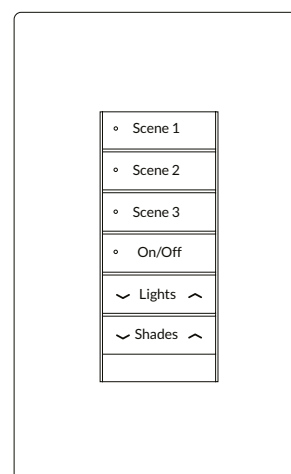 Scene 1
Scene 2
Scene 3
On/Off
Lights
Shades